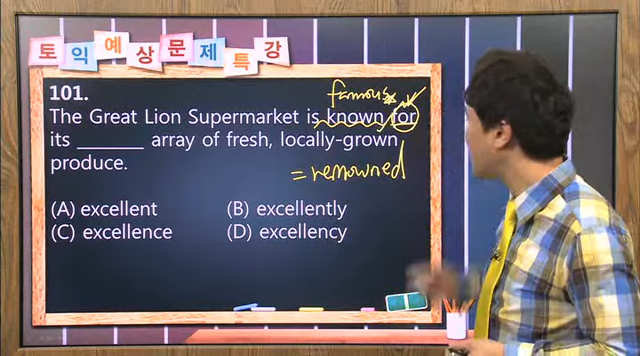 토익 예상문제 특강
101.
famous
The Great Lion Supermarket is known for
its ________ array of fresh, locally-grown
produce.
= renowned
(A) excellent (B) excellently
(C) excellence (D) excellency